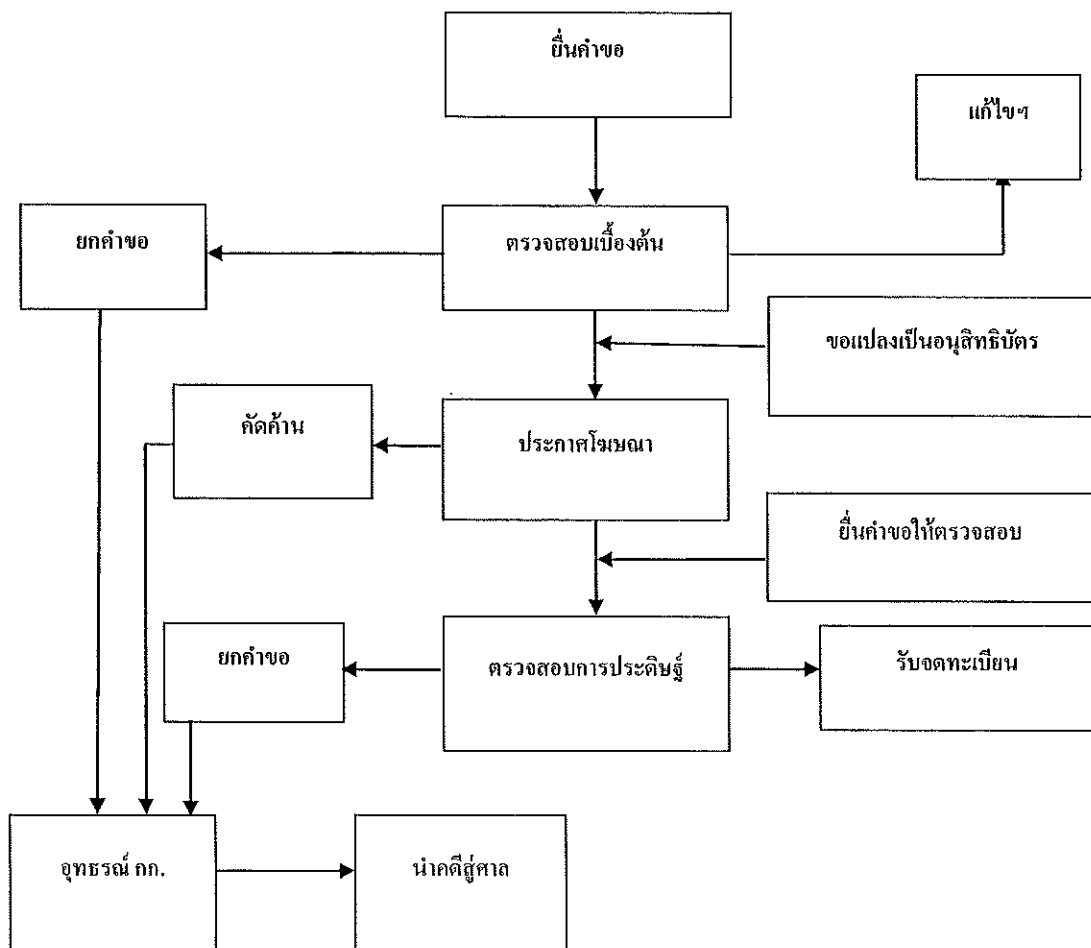 ยื่นคำขอ
แก้ไขฯ
ยกคำขอ
ตรวจสอบเบื้องต้น
ขอแปลงเป็นอนุสิทธิบัตร
คัดค้าน
ประกาศโฆษณา
ยื่นคำขอให้ตรวจสอบ
ยกคำขอ
ตรวจสอบการประดิษฐ์
รับจดทะเบียน
อุทธรณ์ กก.
นำคดีสู่ศาล